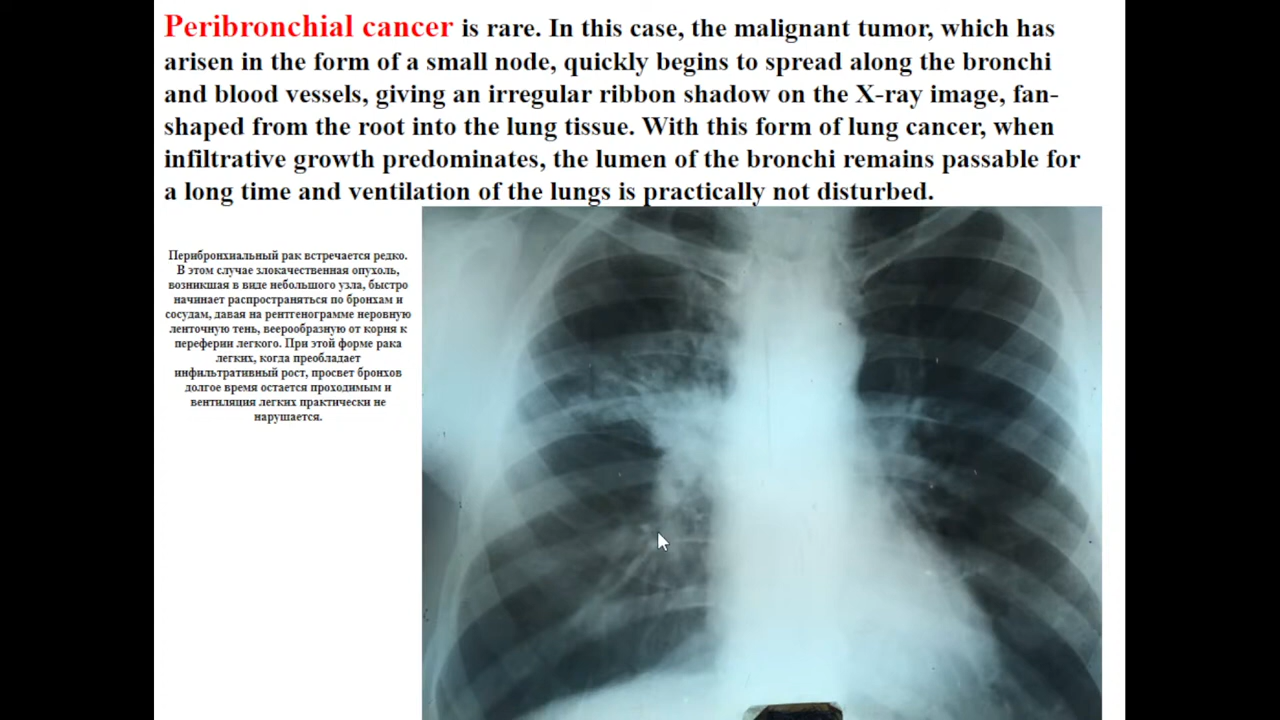 Peribronchial cancer is rare. In this case, the malignant tumor, which has
arisen in the form of a small node, quickly begins to spread along the bronchi
and blood vessels, giving an irregular ribbon shadow on the X-ray image, fan-
shaped from the root into the lung tissue. With this form of lung cancer, when
infiltrative growth predominates, the lumen of the bronchi remains passable for
a long time and ventilation of the lungs is practically not disturbed.
Перибронхиальный рак встречается редко.
В этом случае злокачественная опухоль,
возникшая в виде небольшого узла, быстро
начинает распространяться по бронхам и
сосудам, давая на рентгенограмме неровную
ленточную тень, веерообразную от корня к
переферии легкого. При этой форме рака
легких, когда преобладает
инфильтративный рост, просвет бронхов
долгое время остается проходимым и
вентиляция легких практически не
нарушается.